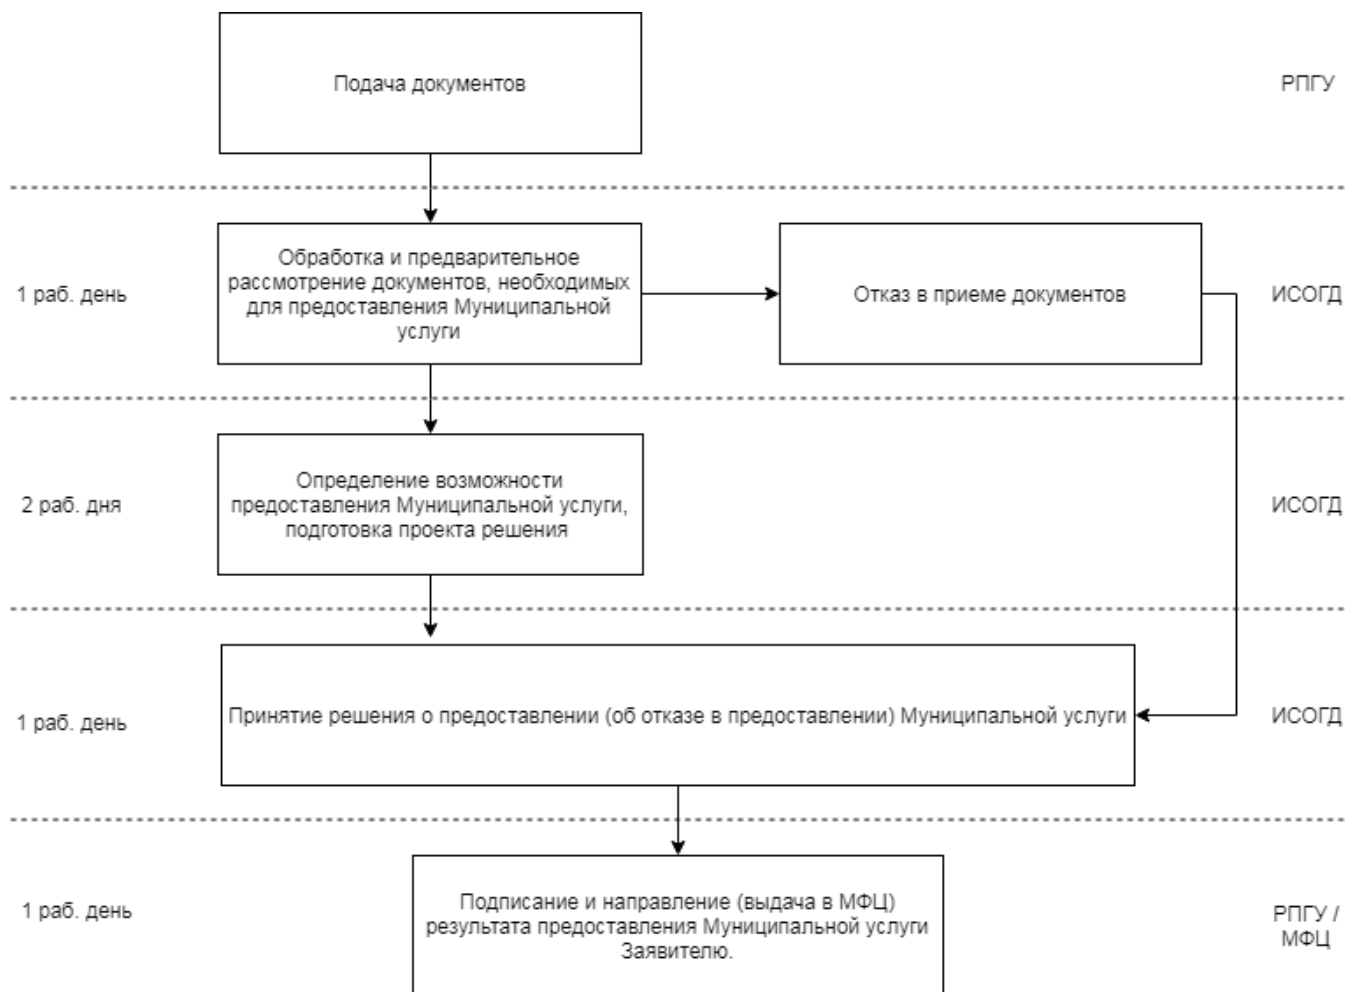 Подача документов
РПГУ
1 раб. день
Обработка и предварительное
рассмотрение документов, необходимых
для предоставления Муниципальной
услуги
Отказ в приеме документов
ИСОГД
2 раб. дня
Определение возможности
предоставления Муниципальной услуги,
подготовка проекта решения
ИСОГД
1 раб. день
Принятие решения о предоставлении (об отказе в предоставлении) Муниципальной услуги
ИСОГД
1 раб. день
Подписание и направление (выдача в МФЦ)
результата предоставления Муниципальной услуги
Заявителю.
РПГУ /
МФЦ